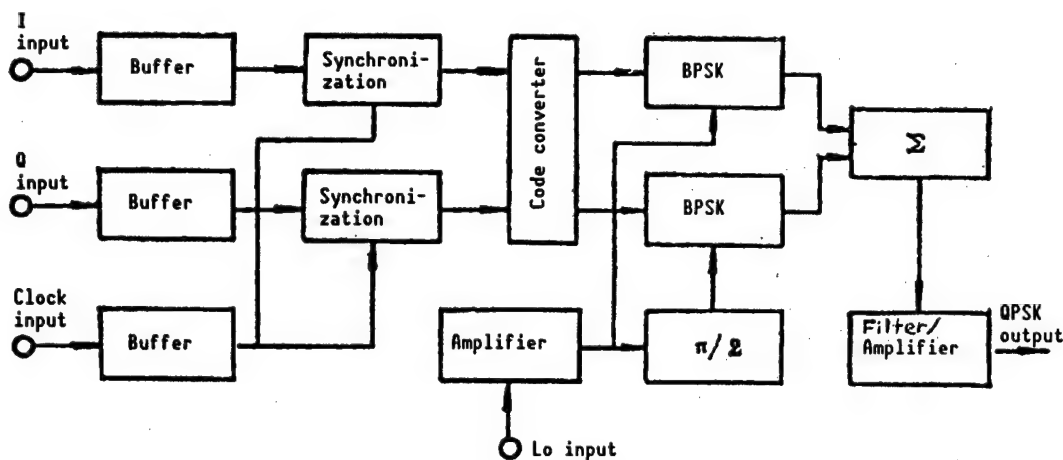 I
input
Buffer
Synchroni-
zation
Code converter
BPSK
Σ
Q
input
Buffer
Synchroni-
zation
BPSK
Clock
input
Buffer
Amplifier
π/2
Filter/
Amplifier
QPSK
output
Lo input